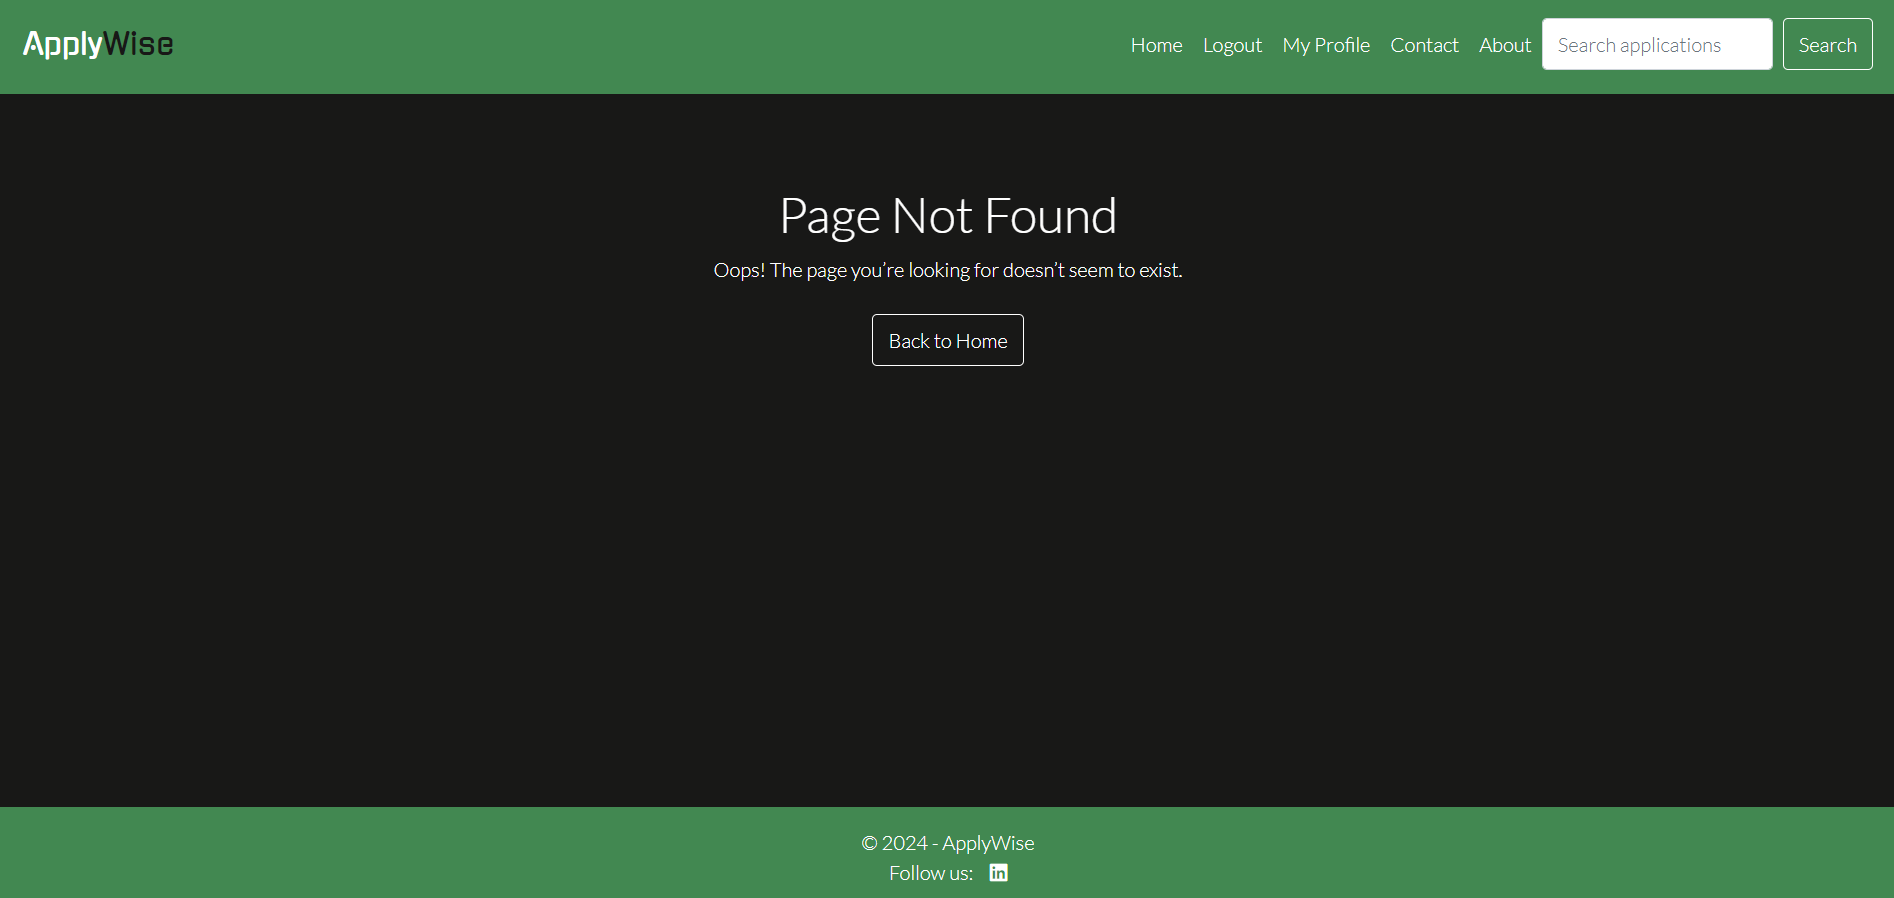 ApplyWise
Home Logout My Profile Contact About Search applications Search
Page Not Found
Oops! The page you’re looking for doesn’t seem to exist.
Back to Home
© 2024 - ApplyWise
Follow us: in